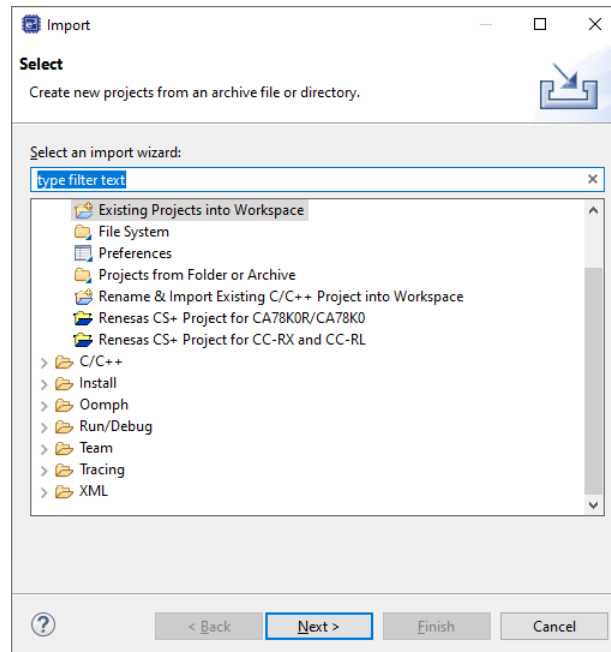 Import
Select
Create new projects from an archive file or directory.
Select an import wizard:
type filter text
Existing Projects into Workspace
File System
Preferences
Projects from Folder or Archive
Rename & Import Existing C/C++ Project into Workspace
Renesas CS+ Project for CA78K0R/CA78K0
Renesas CS+ Project for CC-RX and CC-RL
C/C++
Install
Oomph
Run/Debug
Team
Tracing
XML
< Back Next > Finish Cancel